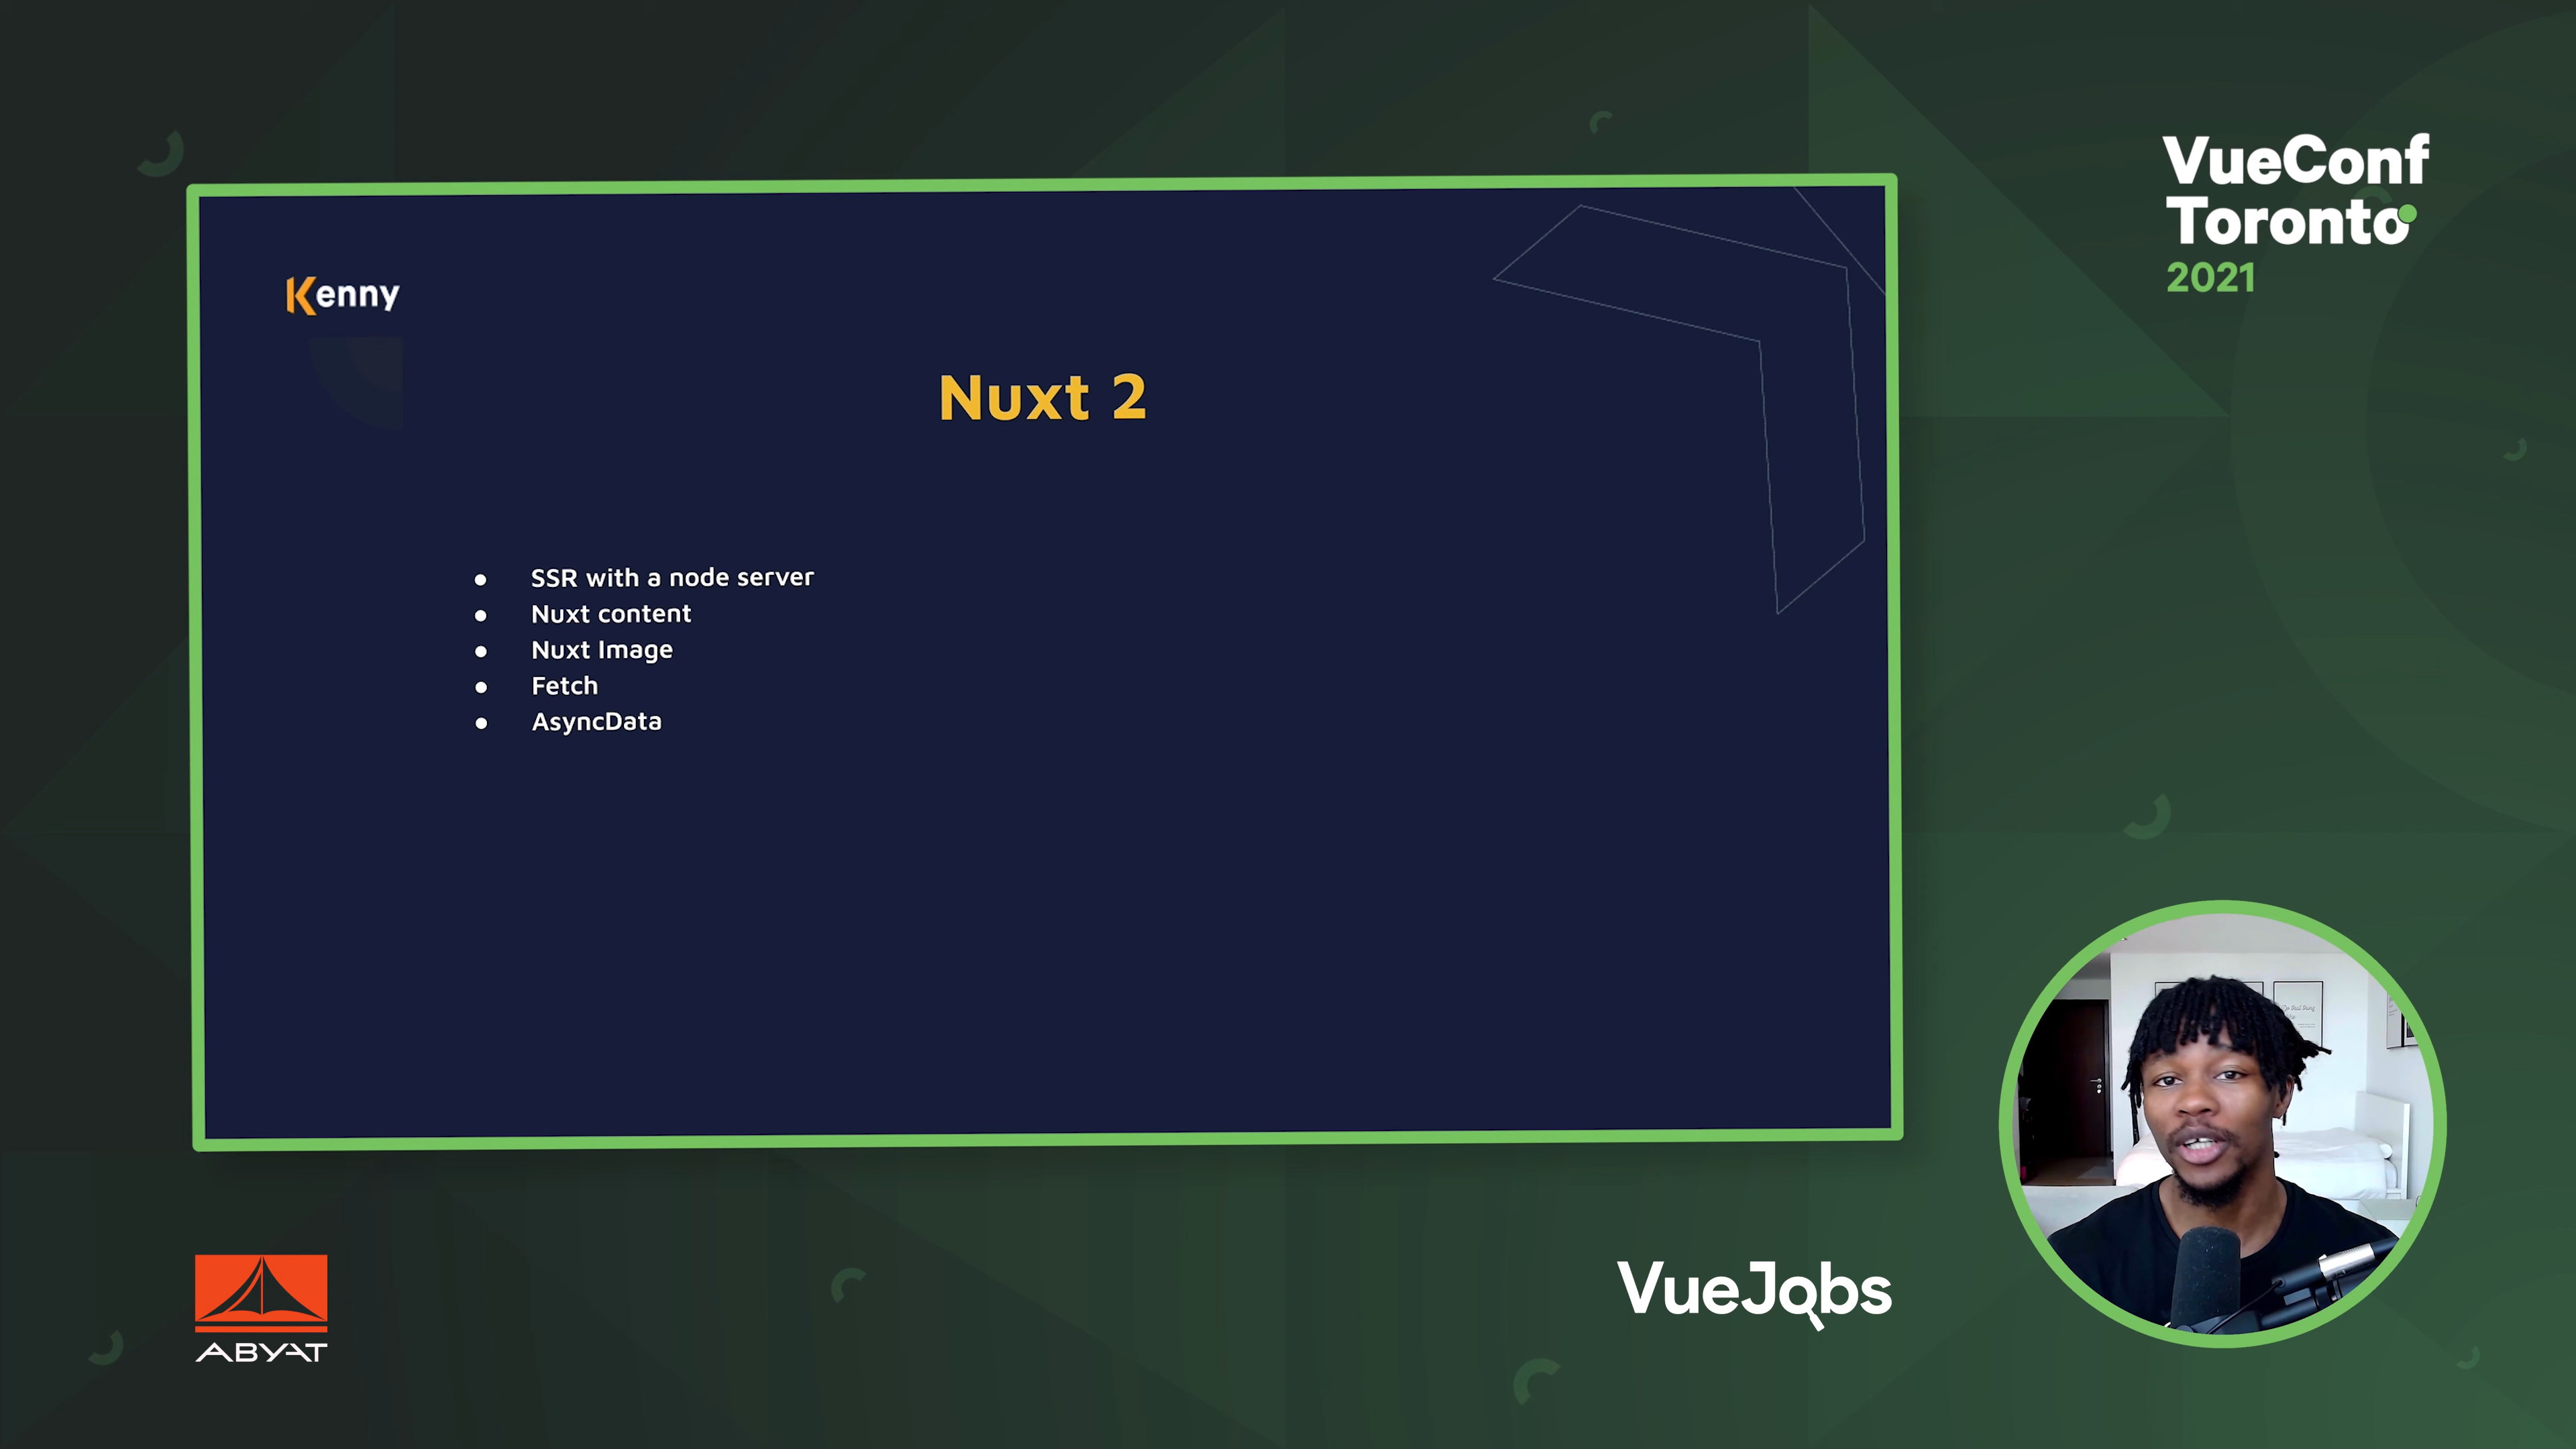 VueConf
Toronto
2021
Kenny
Nuxt 2
SSR with a node server
Nuxt content
Nuxt Image
Fetch
AsyncData
ABYAT
VueJobs